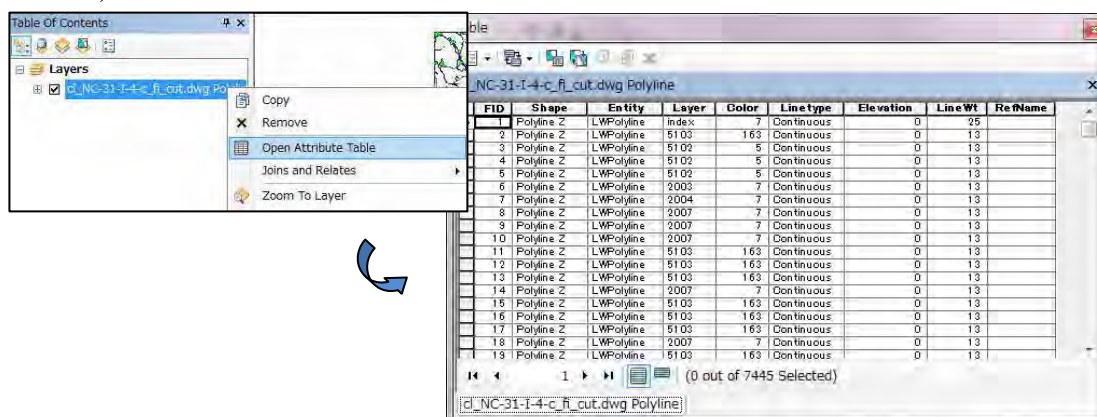 Table Of Contents
Layers
Copy
Remove
Open Attribute Table
Joins and Relates
Zoom To Layer
ble
_NC-31-I-4-c_fi_cut.dwg Polyline
FID Shape Entity Layer Color Linetype Elevation LineWt RefName
1 Polyline Z LWPolyline index 7 Continuous 0 25
2 Polyline Z LWPolyline 5103 163 Continuous 0 13
3 Polyline Z LWPolyline 5102 5 Continuous 0 13
4 Polyline Z LWPolyline 5102 5 Continuous 0 13
5 Polyline Z LWPolyline 5102 5 Continuous 0 13
6 Polyline Z LWPolyline 2003 7 Continuous 0 13
7 Polyline Z LWPolyline 2004 7 Continuous 0 13
8 Polyline Z LWPolyline 2007 7 Continuous 0 13
9 Polyline Z LWPolyline 2007 7 Continuous 0 13
10 Polyline Z LWPolyline 2007 7 Continuous 0 13
11 Polyline Z LWPolyline 5103 163 Continuous 0 13
12 Polyline Z LWPolyline 5103 163 Continuous 0 13
13 Polyline Z LWPolyline 5103 163 Continuous 0 13
14 Polyline Z LWPolyline 2007 7 Continuous 0 13
15 Polyline Z LWPolyline 5103 163 Continuous 0 13
16 Polyline Z LWPolyline 5103 163 Continuous 0 13
17 Polyline Z LWPolyline 5103 163 Continuous 0 13
18 Polyline Z LWPolyline 2007 7 Continuous 0 13
19 Polyline Z LWPolyline 5103 163 Continuous 0 13
1 (0 out of 7445 Selected)
cl_NC-31-I-4-c_fi_cut.dwg Polyline